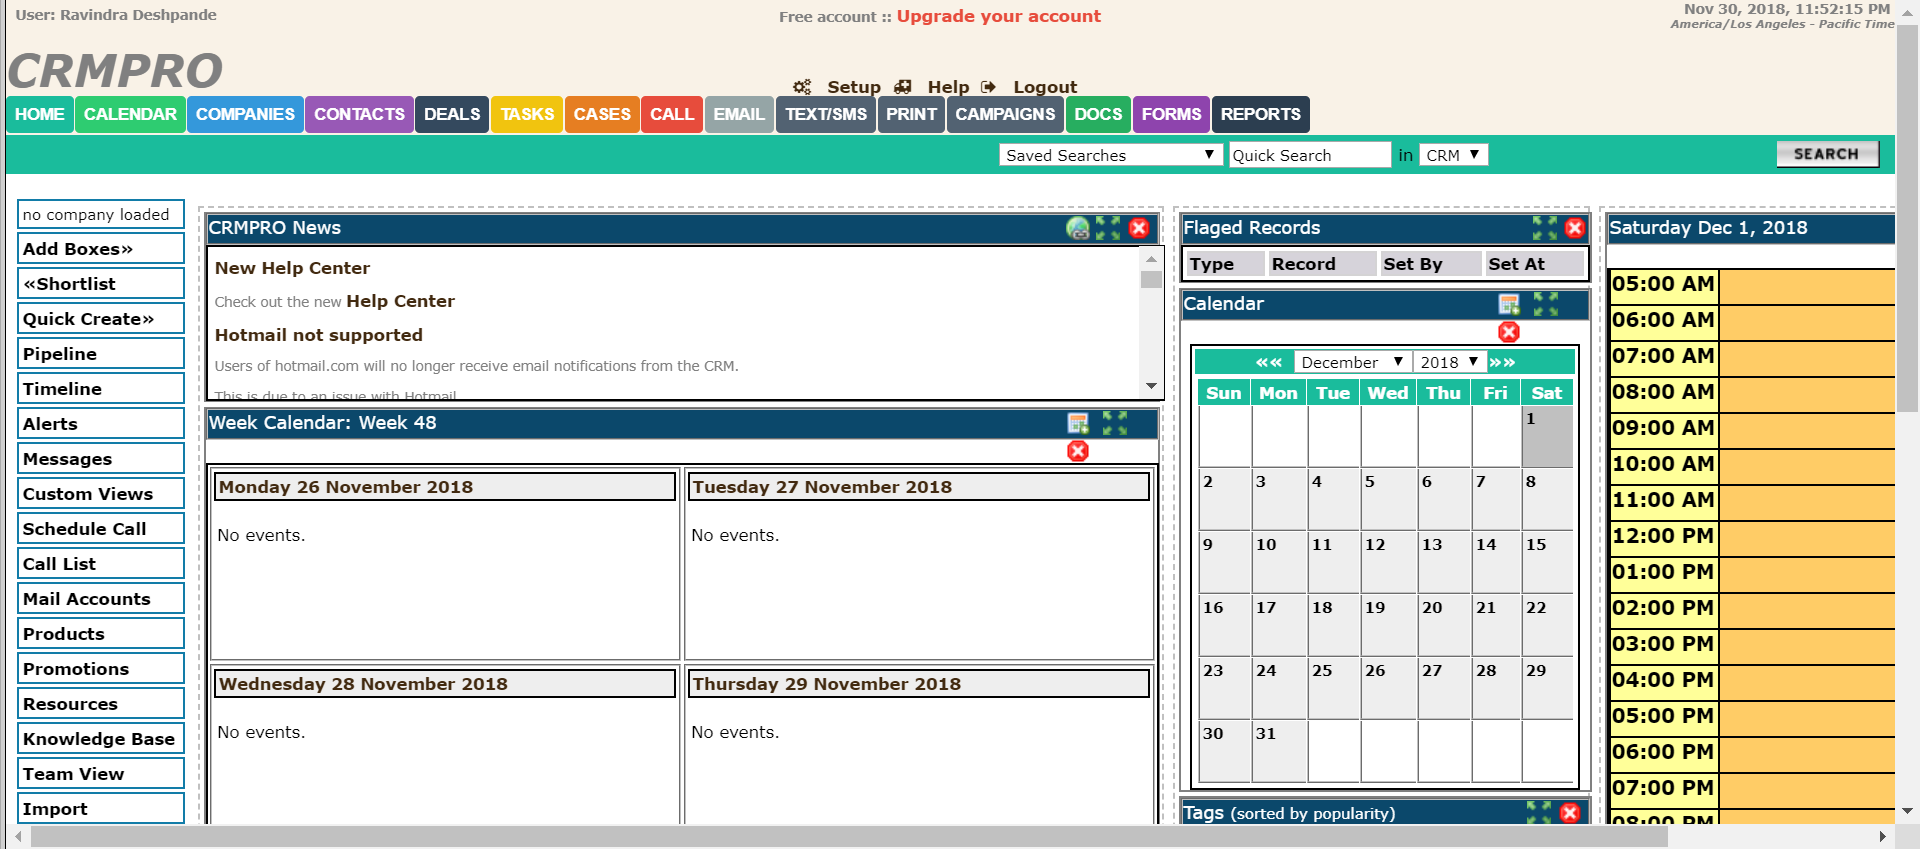 User: Ravindra Deshpande
Free account :: Upgrade your account
Nov 30, 2018, 11:52:15 PM
America/Los Angeles - Pacific Time
CRMPRO
Setup Help Logout
HOME CALENDAR COMPANIES CONTACTS DEALS TASKS CASES CALL EMAIL TEXT/SMS PRINT CAMPAIGNS DOCS FORMS REPORTS
Saved Searches Quick Search in CRM SEARCH
no company loaded
Add Boxes»
«Shortlist
Quick Create»
Pipeline
Timeline
Alerts
Messages
Custom Views
Schedule Call
Call List
Mail Accounts
Products
Promotions
Resources
Knowledge Base
Team View
Import
CRMPRO News
New Help Center
Check out the new Help Center
Hotmail not supported
Users of hotmail.com will no longer receive email notifications from the CRM.
This is due to an issue with Hotmail
Week Calendar: Week 48
Monday 26 November 2018
No events.
Tuesday 27 November 2018
No events.
Wednesday 28 November 2018
No events.
Thursday 29 November 2018
No events.
Flaged Records
Type Record Set By Set At
Calendar
«« December 2018 »»
Sun Mon Tue Wed Thu Fri Sat
1
2 3 4 5 6 7 8
9 10 11 12 13 14 15
16 17 18 19 20 21 22
23 24 25 26 27 28 29
30 31
Tags (sorted by popularity)
Saturday Dec 1, 2018
05:00 AM
06:00 AM
07:00 AM
08:00 AM
09:00 AM
10:00 AM
11:00 AM
12:00 PM
01:00 PM
02:00 PM
03:00 PM
04:00 PM
05:00 PM
06:00 PM
07:00 PM
08:00 PM